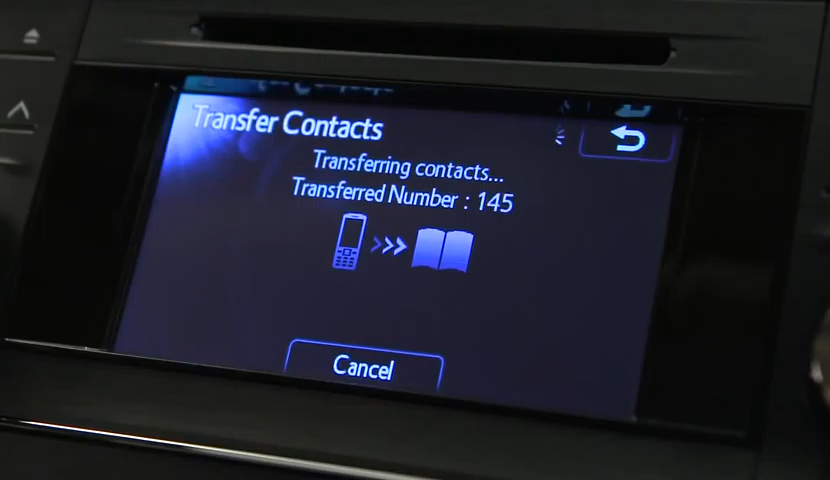 Transfer Contacts
Transferring contacts...
Transferred Number : 145
Cancel